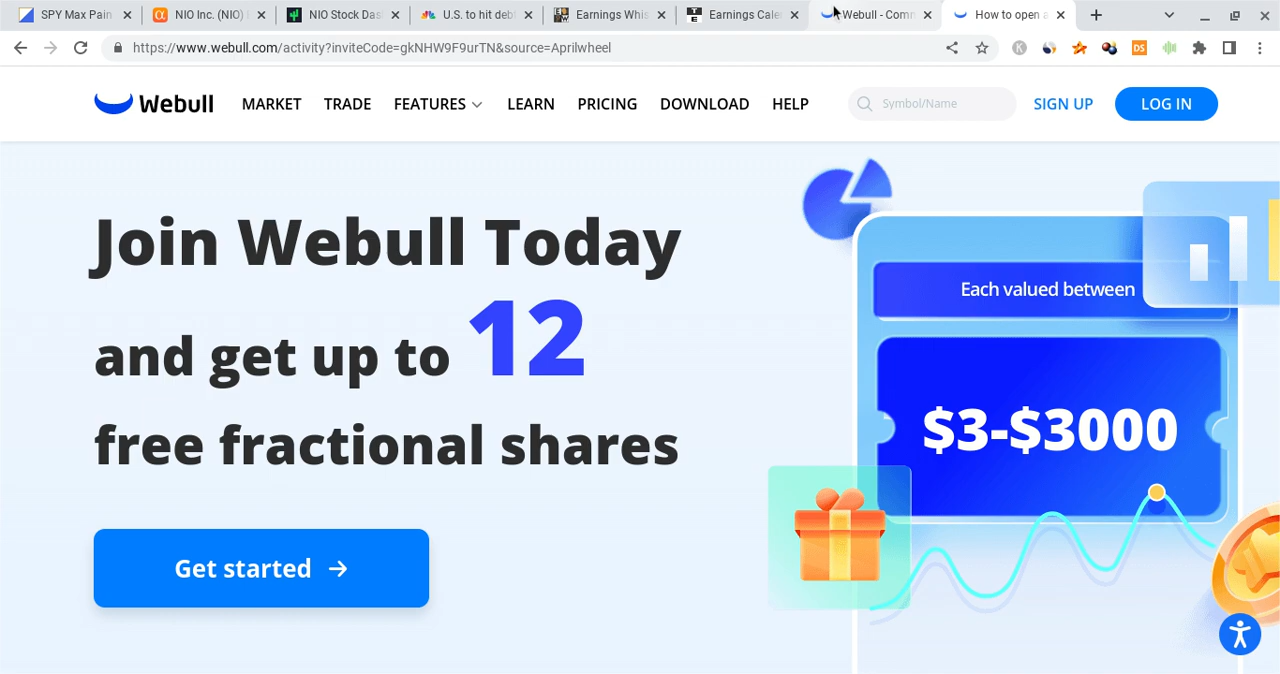 SPY Max Pain
NIO Inc. (NIO)
NIO Stock Das
U.S. to hit deb
Earnings Whis
Earnings Cale
Webull - Comm
How to open a
https://www.webull.com/activity?inviteCode=gkNHW9F9urTN&source=Aprilwheel
K
DS
Webull
MARKET
TRADE
FEATURES
LEARN
PRICING
DOWNLOAD
HELP
Symbol/Name
SIGN UP
LOG IN
Join Webull Today
and get up to 12
free fractional shares
Get started →
Each valued between
$3-$3000